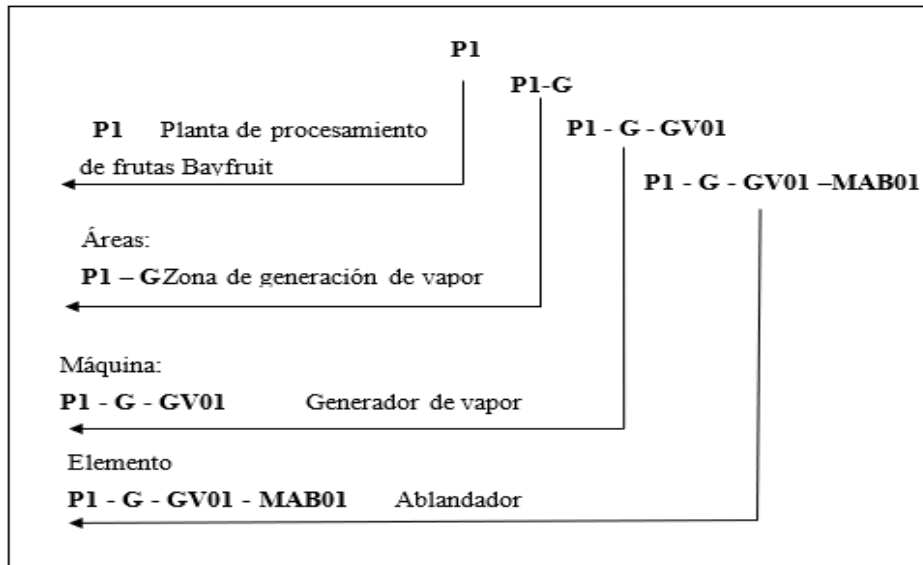 P1
P1-G
P1 Planta de procesamiento
de frutas Bayfruit
P1 - G - GV01
P1 - G - GV01 –MAB01
Áreas:
P1 – GZona de generación de vapor
Máquina:
P1 - G - GV01 Generador de vapor
Elemento
P1 - G - GV01 - MAB01 Ablandador